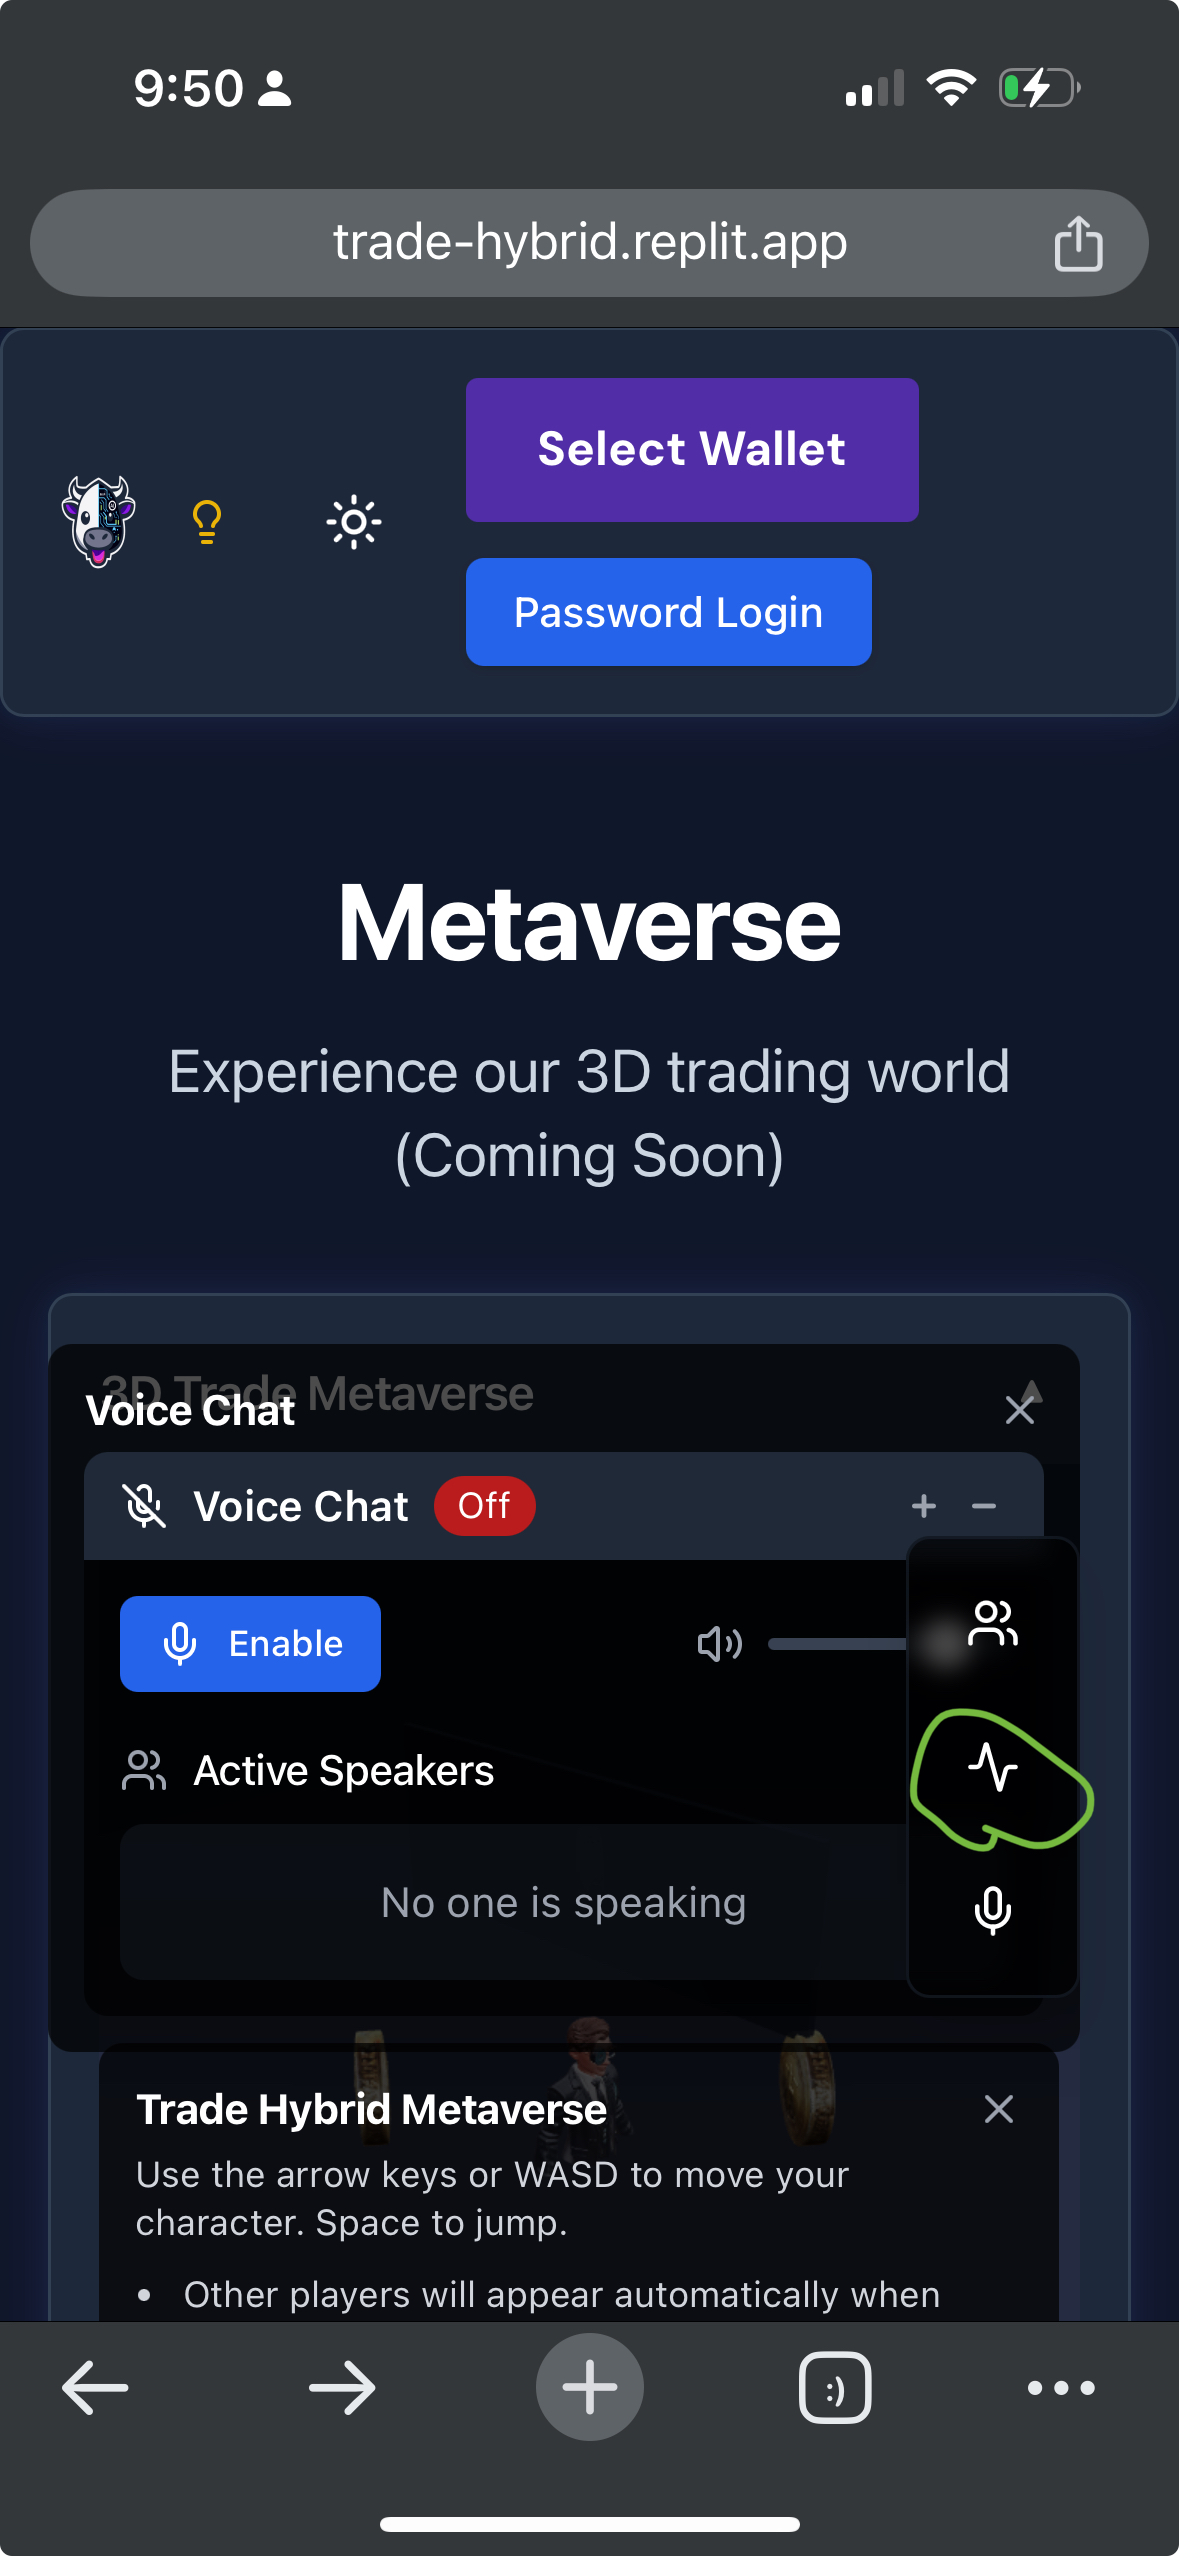 9:50
trade-hybrid.replit.app
Select Wallet
Password Login
Metaverse
Experience our 3D trading world
(Coming Soon)
3D Trade Metaverse
Voice Chat
Voice Chat Off
Enable
Active Speakers
No one is speaking
Trade Hybrid Metaverse
Use the arrow keys or WASD to move your
character. Space to jump.
• Other players will appear automatically when
:)